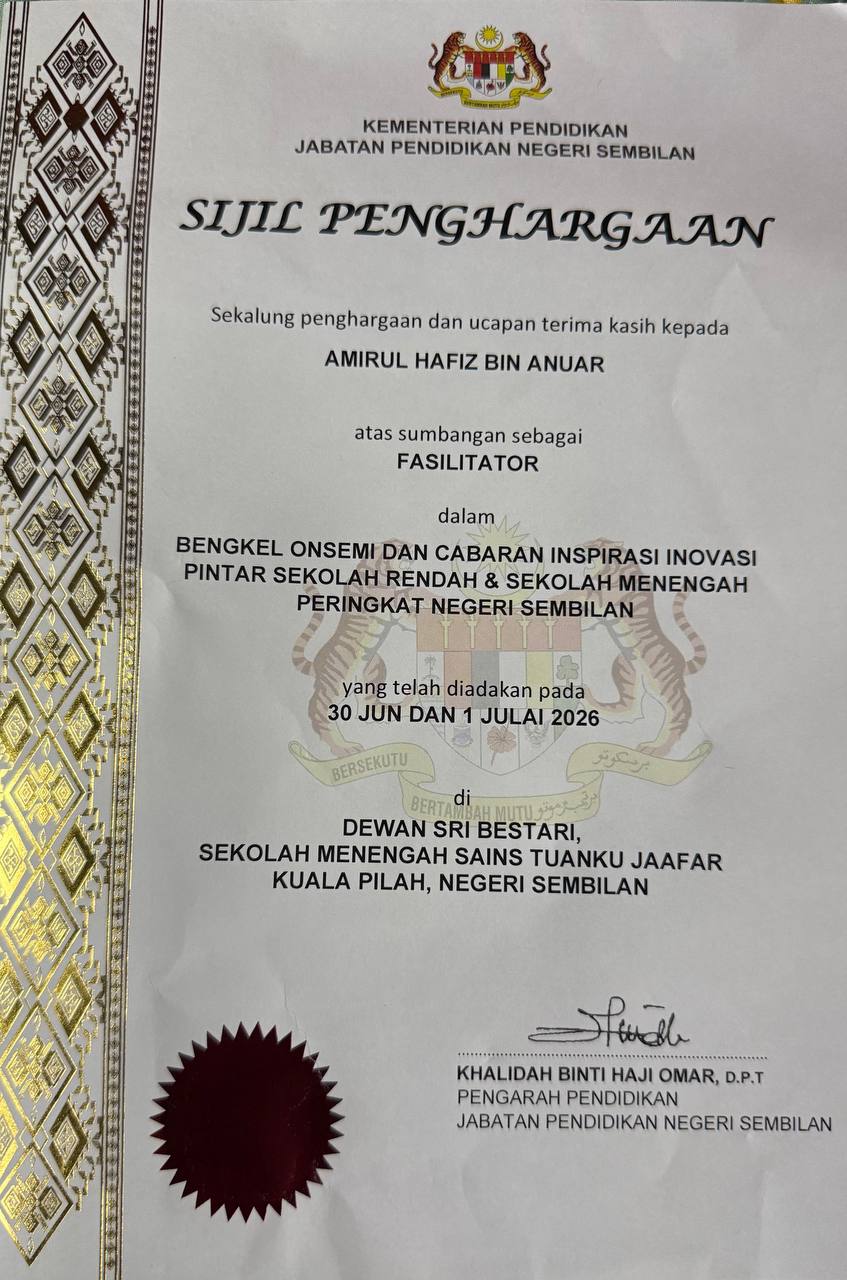 KEMENTERIAN PENDIDIKAN
JABATAN PENDIDIKAN NEGERI SEMBILAN
SIJIL PENGHARGAAN
Sekalung penghargaan dan ucapan terima kasih kepada
AMIRUL HAFIZ BIN ANUAR
atas sumbangan sebagai
FASILITATOR
dalam
BENGKEL ONSEMI DAN CABARAN INSPIRASI INOVASI
PINTAR SEKOLAH RENDAH & SEKOLAH MENENGAH
PERINGKAT NEGERI SEMBILAN
yang telah diadakan pada
30 JUN DAN 1 JULAI 2026
BERSEKUTU
BERTAMBAH MUTU
di
DEWAN SRI BESTARI,
SEKOLAH MENENGAH SAINS TUANKU JAAFAR
KUALA PILAH, NEGERI SEMBILAN
KHALIDAH BINTI HAJI OMAR, D.P.T
PENGARAH PENDIDIKAN
JABATAN PENDIDIKAN NEGERI SEMBILAN